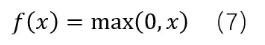 f(x) = max(0, x) (7)